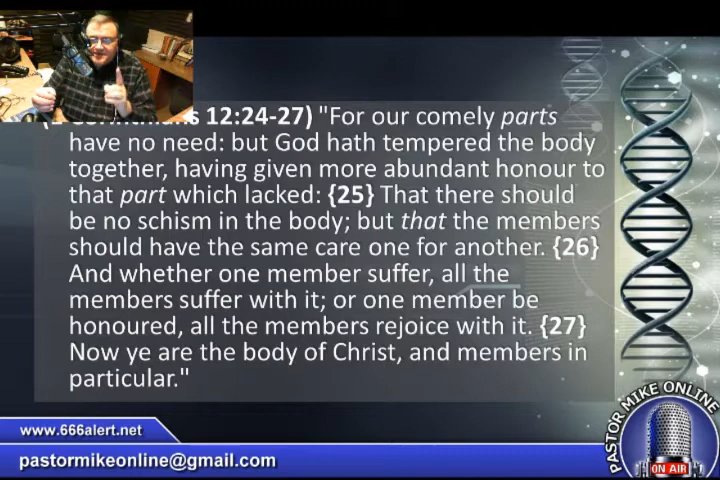 s 12:24-27) "For our comely parts
have no need: but God hath tempered the body
together, having given more abundant honour to
that part which lacked: {25} That there should
be no schism in the body; but that the members
should have the same care one for another. {26}
And whether one member suffer, all the
members suffer with it; or one member be
honoured, all the members rejoice with it. {27}
Now ye are the body of Christ, and members in
particular."
www.666alert.net
pastormikeonline@gmail.com
PASTOR MIKE ONLINE
ON AIR